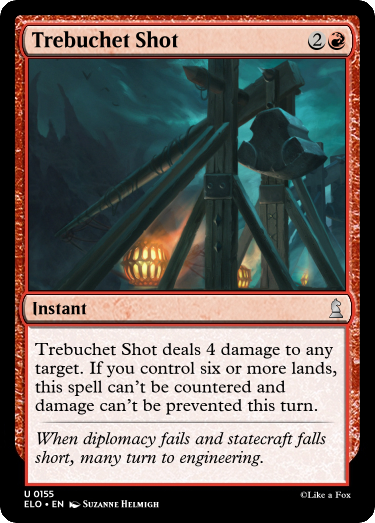 Trebuchet Shot 2
Instant
Trebuchet Shot deals 4 damage to any
target. If you control six or more lands,
this spell can't be countered and
damage can't be prevented this turn.
When diplomacy fails and statecraft falls
short, many turn to engineering.
U 0155
ELO • EN Suzanne Helmigh
©Like a Fox